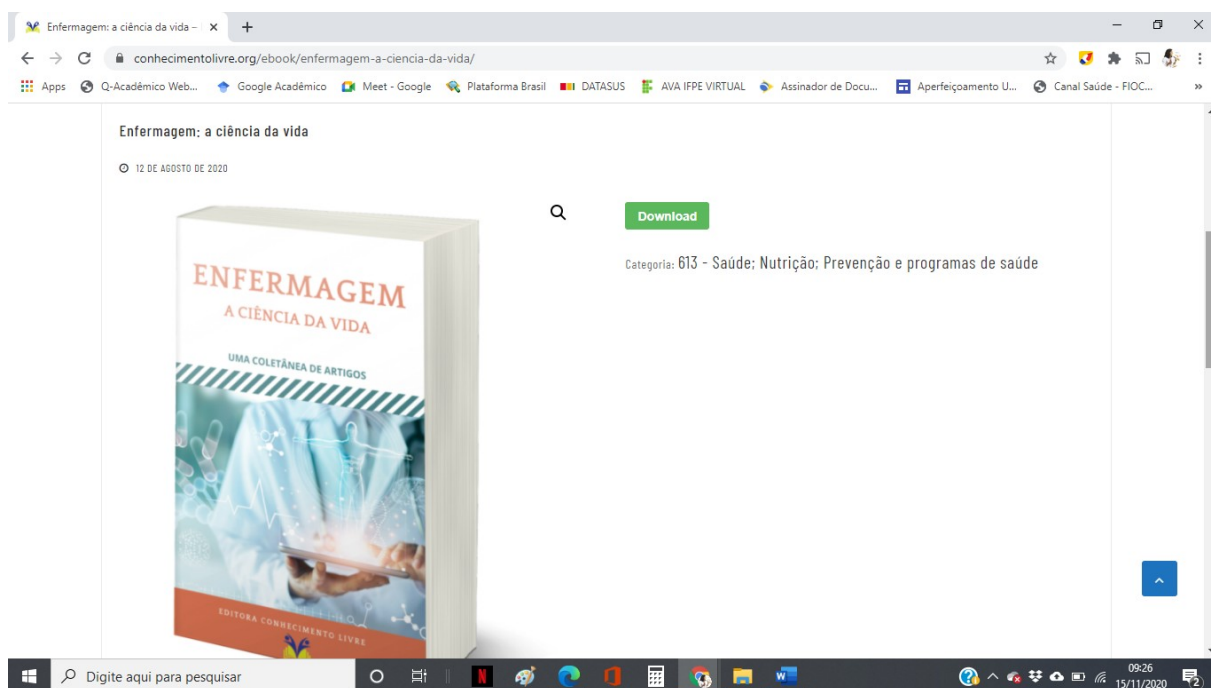 Enfermagem: a ciência da vida –
conhecimentolivre.org/ebook/enfermagem-a-ciencia-da-vida/
Apps Q-Acadêmico Web... Google Acadêmico Meet - Google Plataforma Brasil DATASUS AVA IFPE VIRTUAL Assinador de Docu... Aperfeiçoamento U... Canal Saúde - FIOC... »
Enfermagem: a ciência da vida
12 DE AGOSTO DE 2020
Download
Categoria: 613 - Saúde; Nutrição; Prevenção e programas de saúde
ENFERMAGEM
A CIÊNCIA DA VIDA
UMA COLETÂNEA DE ARTIGOS
EDITORA CONHECIMENTO LIVRE
Digite aqui para pesquisar
09:26
15/11/2020
2